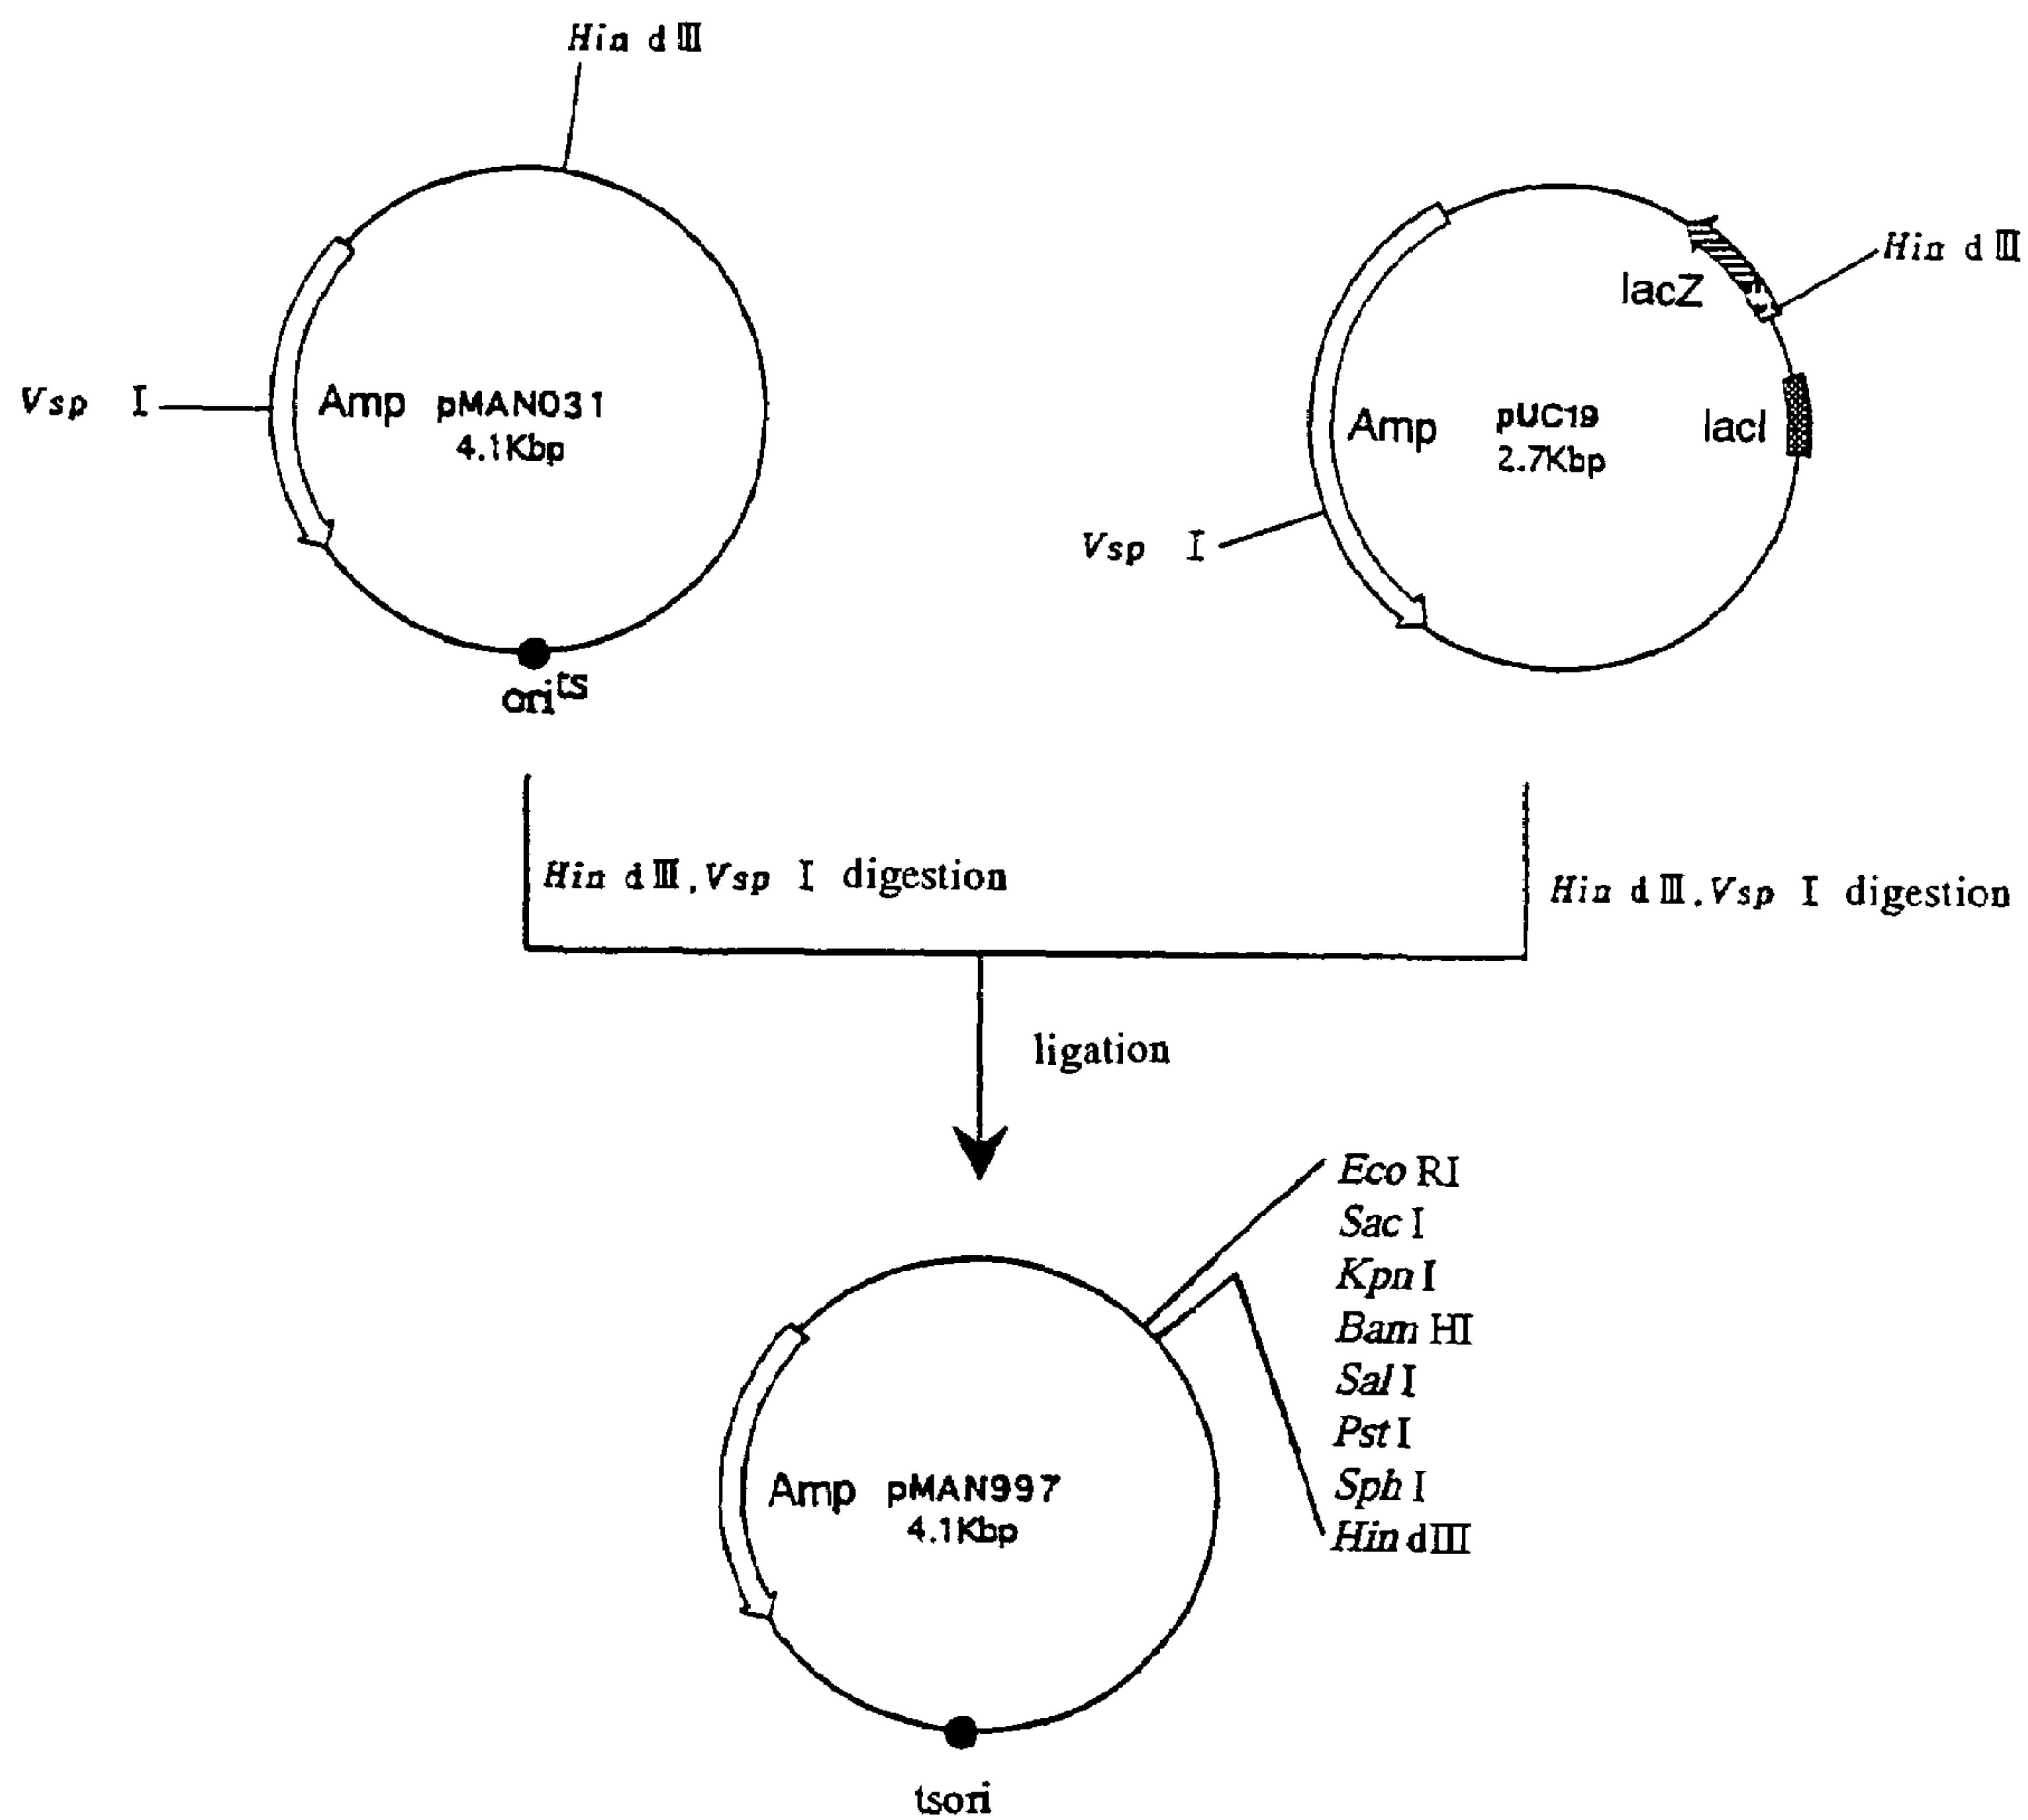 Hin dⅢ
Vsp Ⅰ
Amp
pMAN031
4.1Kbp
ori^ts
Hin dⅢ
lacZ
lacI
Amp
pUC19
2.7Kbp
Vsp Ⅰ
Hin dⅢ,Vsp Ⅰ digestion
Hin dⅢ,Vsp Ⅰ digestion
ligation
Eco RI
Sac I
Kpn I
Bam HI
Sal I
Pst I
Sph I
Hin dIII
Amp
pMAN997
4.1Kbp
tsori